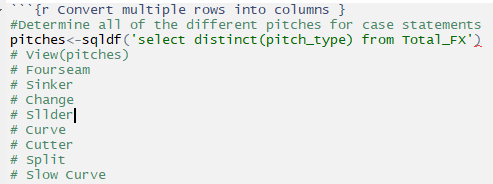 ```{r Convert multiple rows into columns }
#Determine all of the different pitches for case statements
pitches<-sqldf('select distinct(pitch_type) from Total_FX')
# View(pitches)
# Fourseam
# Sinker
# Change
# Sllder
# Curve
# Cutter
# Split
# Slow Curve